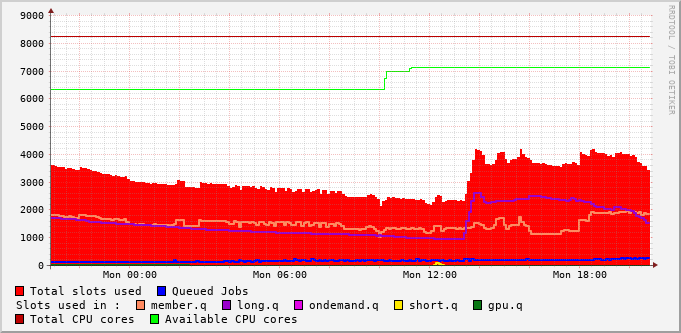 RRDTOOL / TOBI OETIKER
9000
8000
7000
6000
5000
4000
3000
2000
1000
0
Mon 00:00 Mon 06:00 Mon 12:00 Mon 18:00
Total slots used Queued Jobs
Slots used in : member.q long.q ondemand.q short.q gpu.q
Total CPU cores Available CPU cores